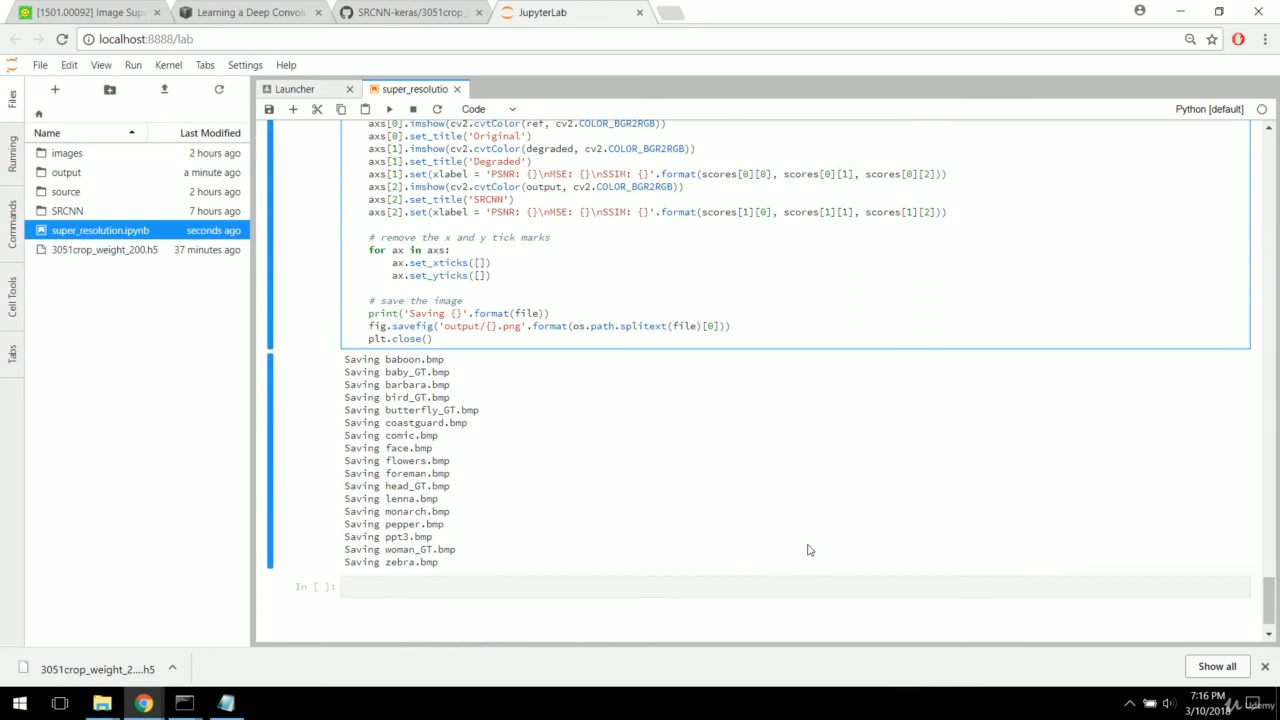 [1501.00092] Image Sup
Learning a Deep Convol
SRCNN-keras/3051crop_
JupyterLab
localhost:8888/lab
File Edit View Run Kernel Tabs Settings Help
Launcher
super_resolutio
Code
Python [default]
Files
Running
Commands
Cell Tools
Tabs
Name Last Modified
images 2 hours ago
output a minute ago
source 2 hours ago
SRCNN 7 hours ago
super_resolution.ipynb seconds ago
3051crop_weight_200.h5 37 minutes ago
axs[0].imshow(cv2.cvtColor(ref, cv2.COLOR_BGR2RGB))
axs[0].set_title('Original')
axs[1].imshow(cv2.cvtColor(degraded, cv2.COLOR_BGR2RGB))
axs[1].set_title('Degraded')
axs[1].set(xlabel = 'PSNR: {}\nMSE: {}\nSSIM: {}'.format(scores[0][0], scores[0][1], scores[0][2]))
axs[2].imshow(cv2.cvtColor(output, cv2.COLOR_BGR2RGB))
axs[2].set_title('SRCNN')
axs[2].set(xlabel = 'PSNR: {}\nMSE: {}\nSSIM: {}'.format(scores[1][0], scores[1][1], scores[1][2]))
# remove the x and y tick marks
for ax in axs:
ax.set_xticks([])
ax.set_yticks([])
# save the image
print('Saving {}'.format(file))
fig.savefig('output/{}.png'.format(os.path.splitext(file)[0]))
plt.close()
Saving baboon.bmp
Saving baby_GT.bmp
Saving barbara.bmp
Saving bird_GT.bmp
Saving butterfly_GT.bmp
Saving coastguard.bmp
Saving comic.bmp
Saving face.bmp
Saving flowers.bmp
Saving foreman.bmp
Saving head_GT.bmp
Saving lenna.bmp
Saving monarch.bmp
Saving pepper.bmp
Saving ppt3.bmp
Saving woman_GT.bmp
Saving zebra.bmp
In [ ]:
3051crop_weight_2....h5
Show all
7:16 PM
3/10/2018
Udemy